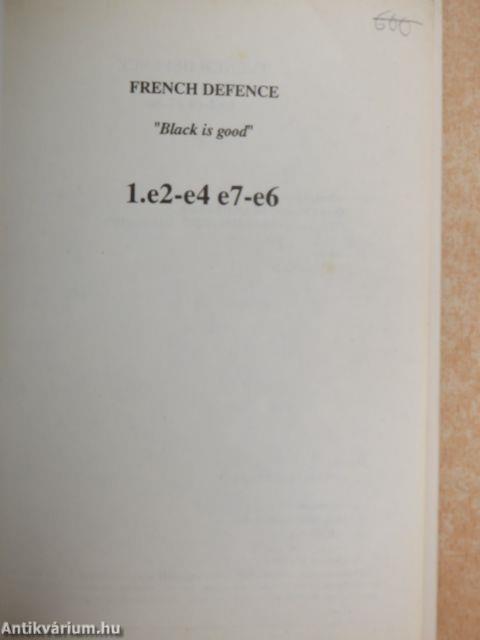 600
FRENCH DEFENCE
"Black is good"
1.e2-e4 e7-e6
Antikvárium.hu